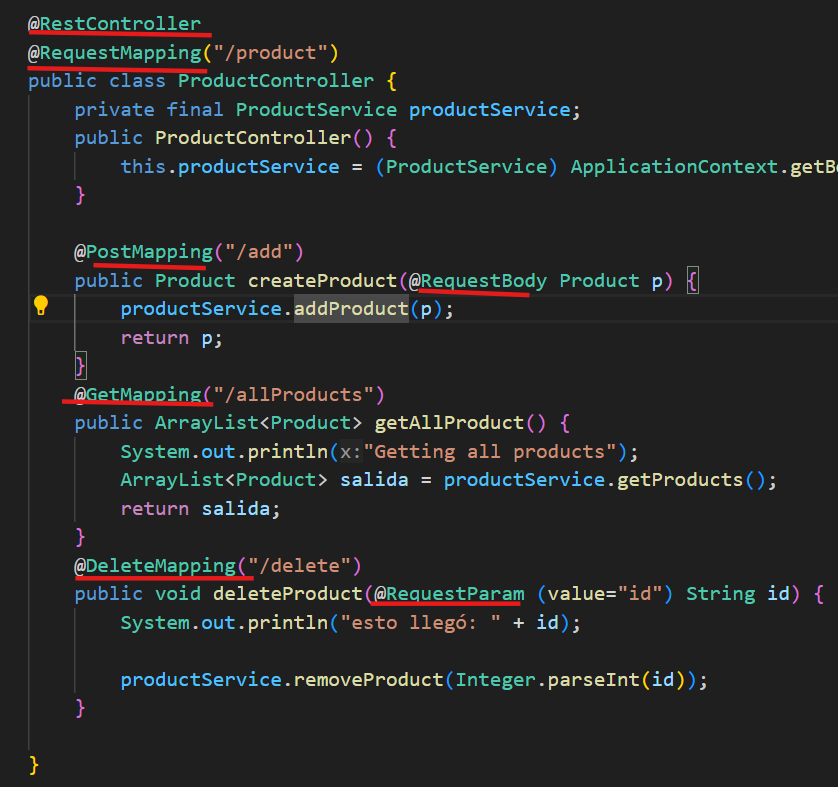 @RestController
@RequestMapping("/product")
public class ProductController {
private final ProductService productService;
public ProductController() {
this.productService = (ProductService) ApplicationContext.getB
}
@PostMapping("/add")
public Product createProduct(@RequestBody Product p) {
productService.addProduct(p);
return p;
}
@GetMapping("/allProducts")
public ArrayList<Product> getAllProduct() {
System.out.println(x:"Getting all products");
ArrayList<Product> salida = productService.getProducts();
return salida;
}
@DeleteMapping("/delete")
public void deleteProduct(@RequestParam (value="id") String id) {
System.out.println("esto llegó: " + id);
productService.removeProduct(Integer.parseInt(id));
}
}